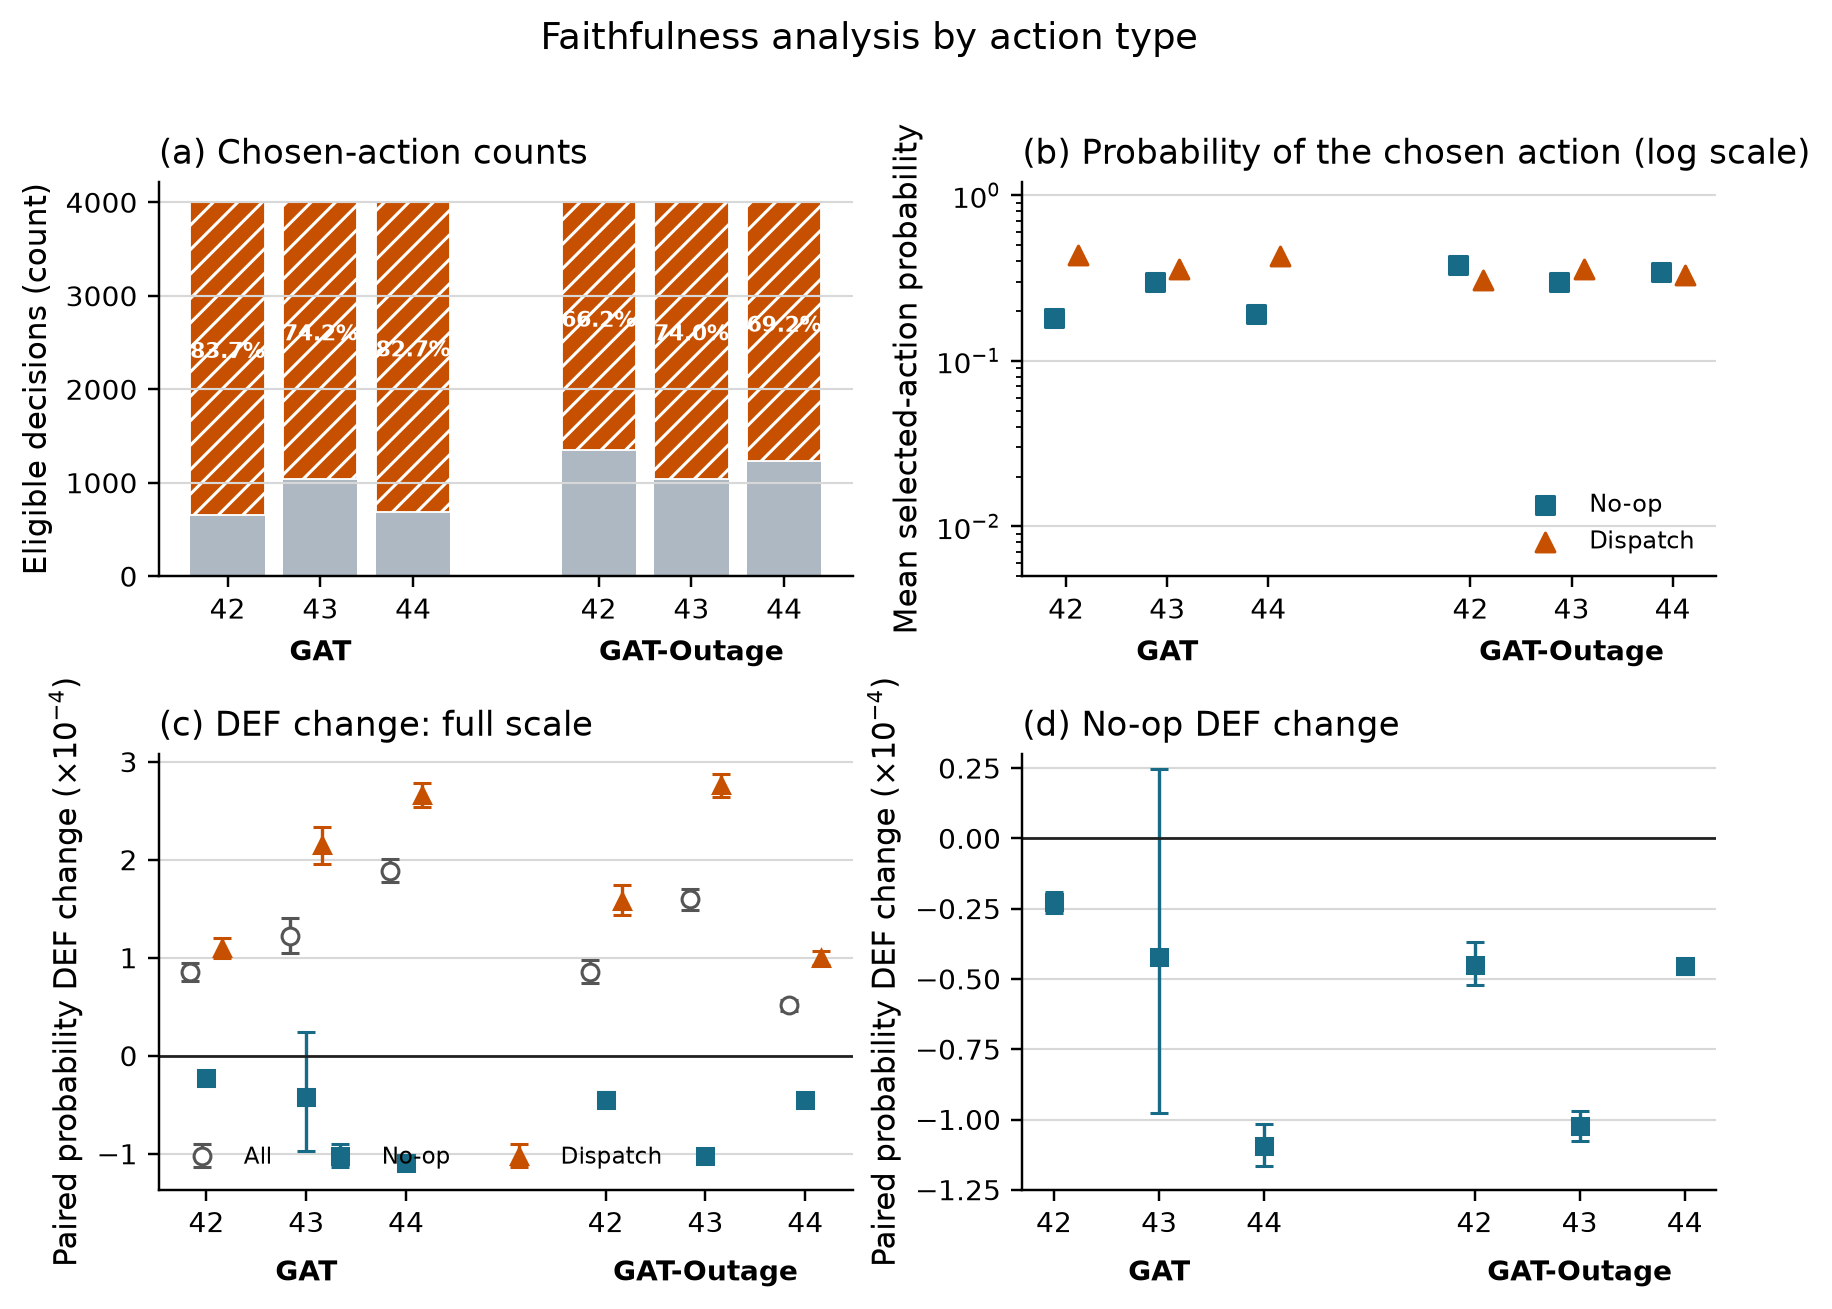 Faithfulness analysis by action type
(a) Chosen-action counts
Eligible decisions (count)
4000
3000
2000
1000
0
83.7%
74.2%
82.7%
66.2%
74.0%
69.2%
42
43
44
42
43
44
GAT
GAT-Outage
(b) Probability of the chosen action (log scale)
Mean selected-action probability
10⁰
10⁻¹
10⁻²
No-op
Dispatch
42
43
44
42
43
44
GAT
GAT-Outage
(c) DEF change: full scale
Paired probability DEF change (×10⁻⁴)
3
2
1
0
−1
All
No-op
Dispatch
42
43
44
42
43
44
GAT
GAT-Outage
(d) No-op DEF change
Paired probability DEF change (×10⁻⁴)
0.25
0.00
−0.25
−0.50
−0.75
−1.00
−1.25
42
43
44
42
43
44
GAT
GAT-Outage